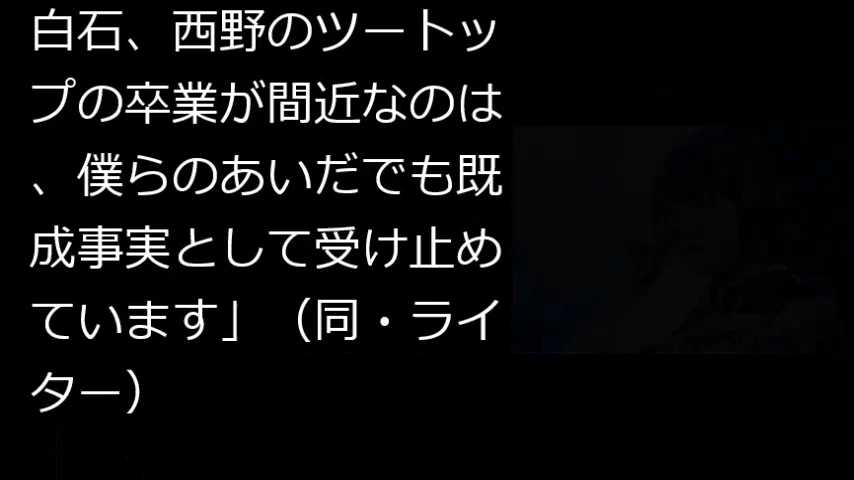 白石、西野のツートッ
プの卒業が間近なのは
、僕らのあいだでも既
成事実として受け止め
ています」（同・ライ
ター）